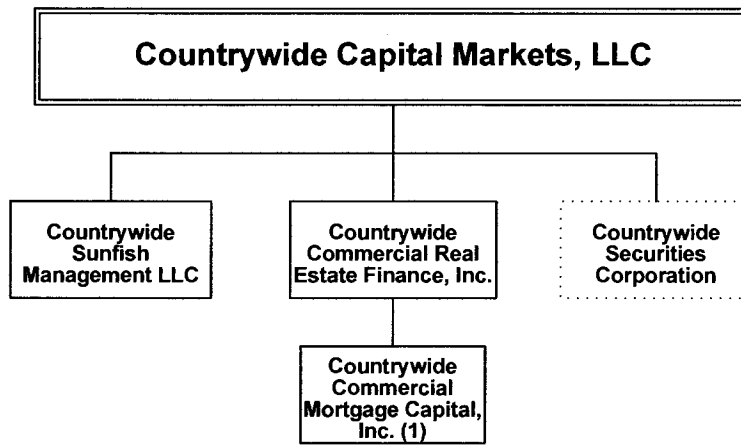 Countrywide Capital Markets, LLC
Countrywide
Sunfish
Management LLC
Countrywide
Commercial Real
Estate Finance, Inc.
Countrywide
Securities
Corporation
Countrywide
Commercial
Mortgage Capital,
Inc. (1)